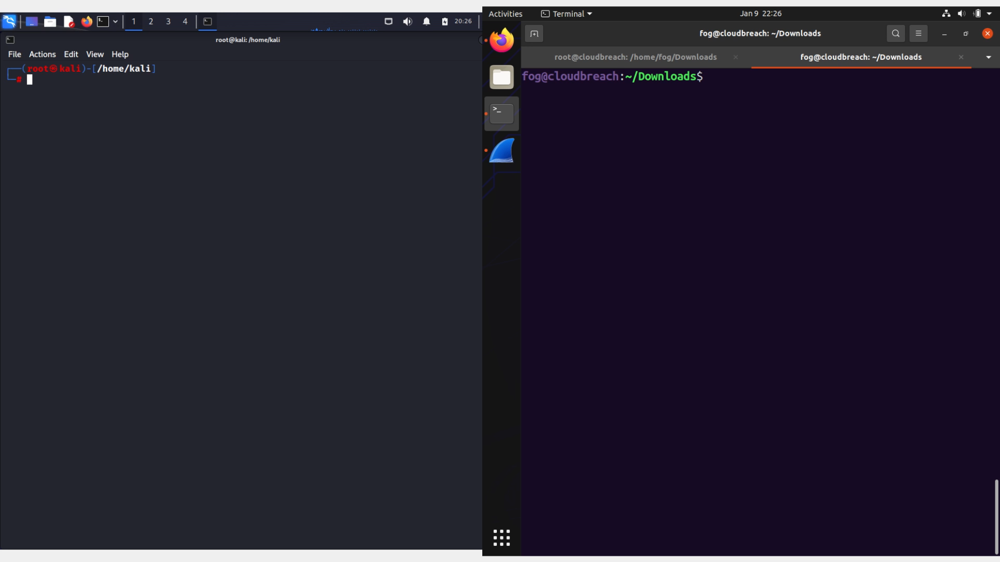 1 2 3 4
20:26
root@kali: /home/kali
File Actions Edit View Help
┌──(root㉿kali)-[/home/kali]
└─#
Activities Terminal Jan 9 22:26
fog@cloudbreach: ~/Downloads
root@cloudbreach: /home/fog/Downloads fog@cloudbreach: ~/Downloads
fog@cloudbreach:~/Downloads$